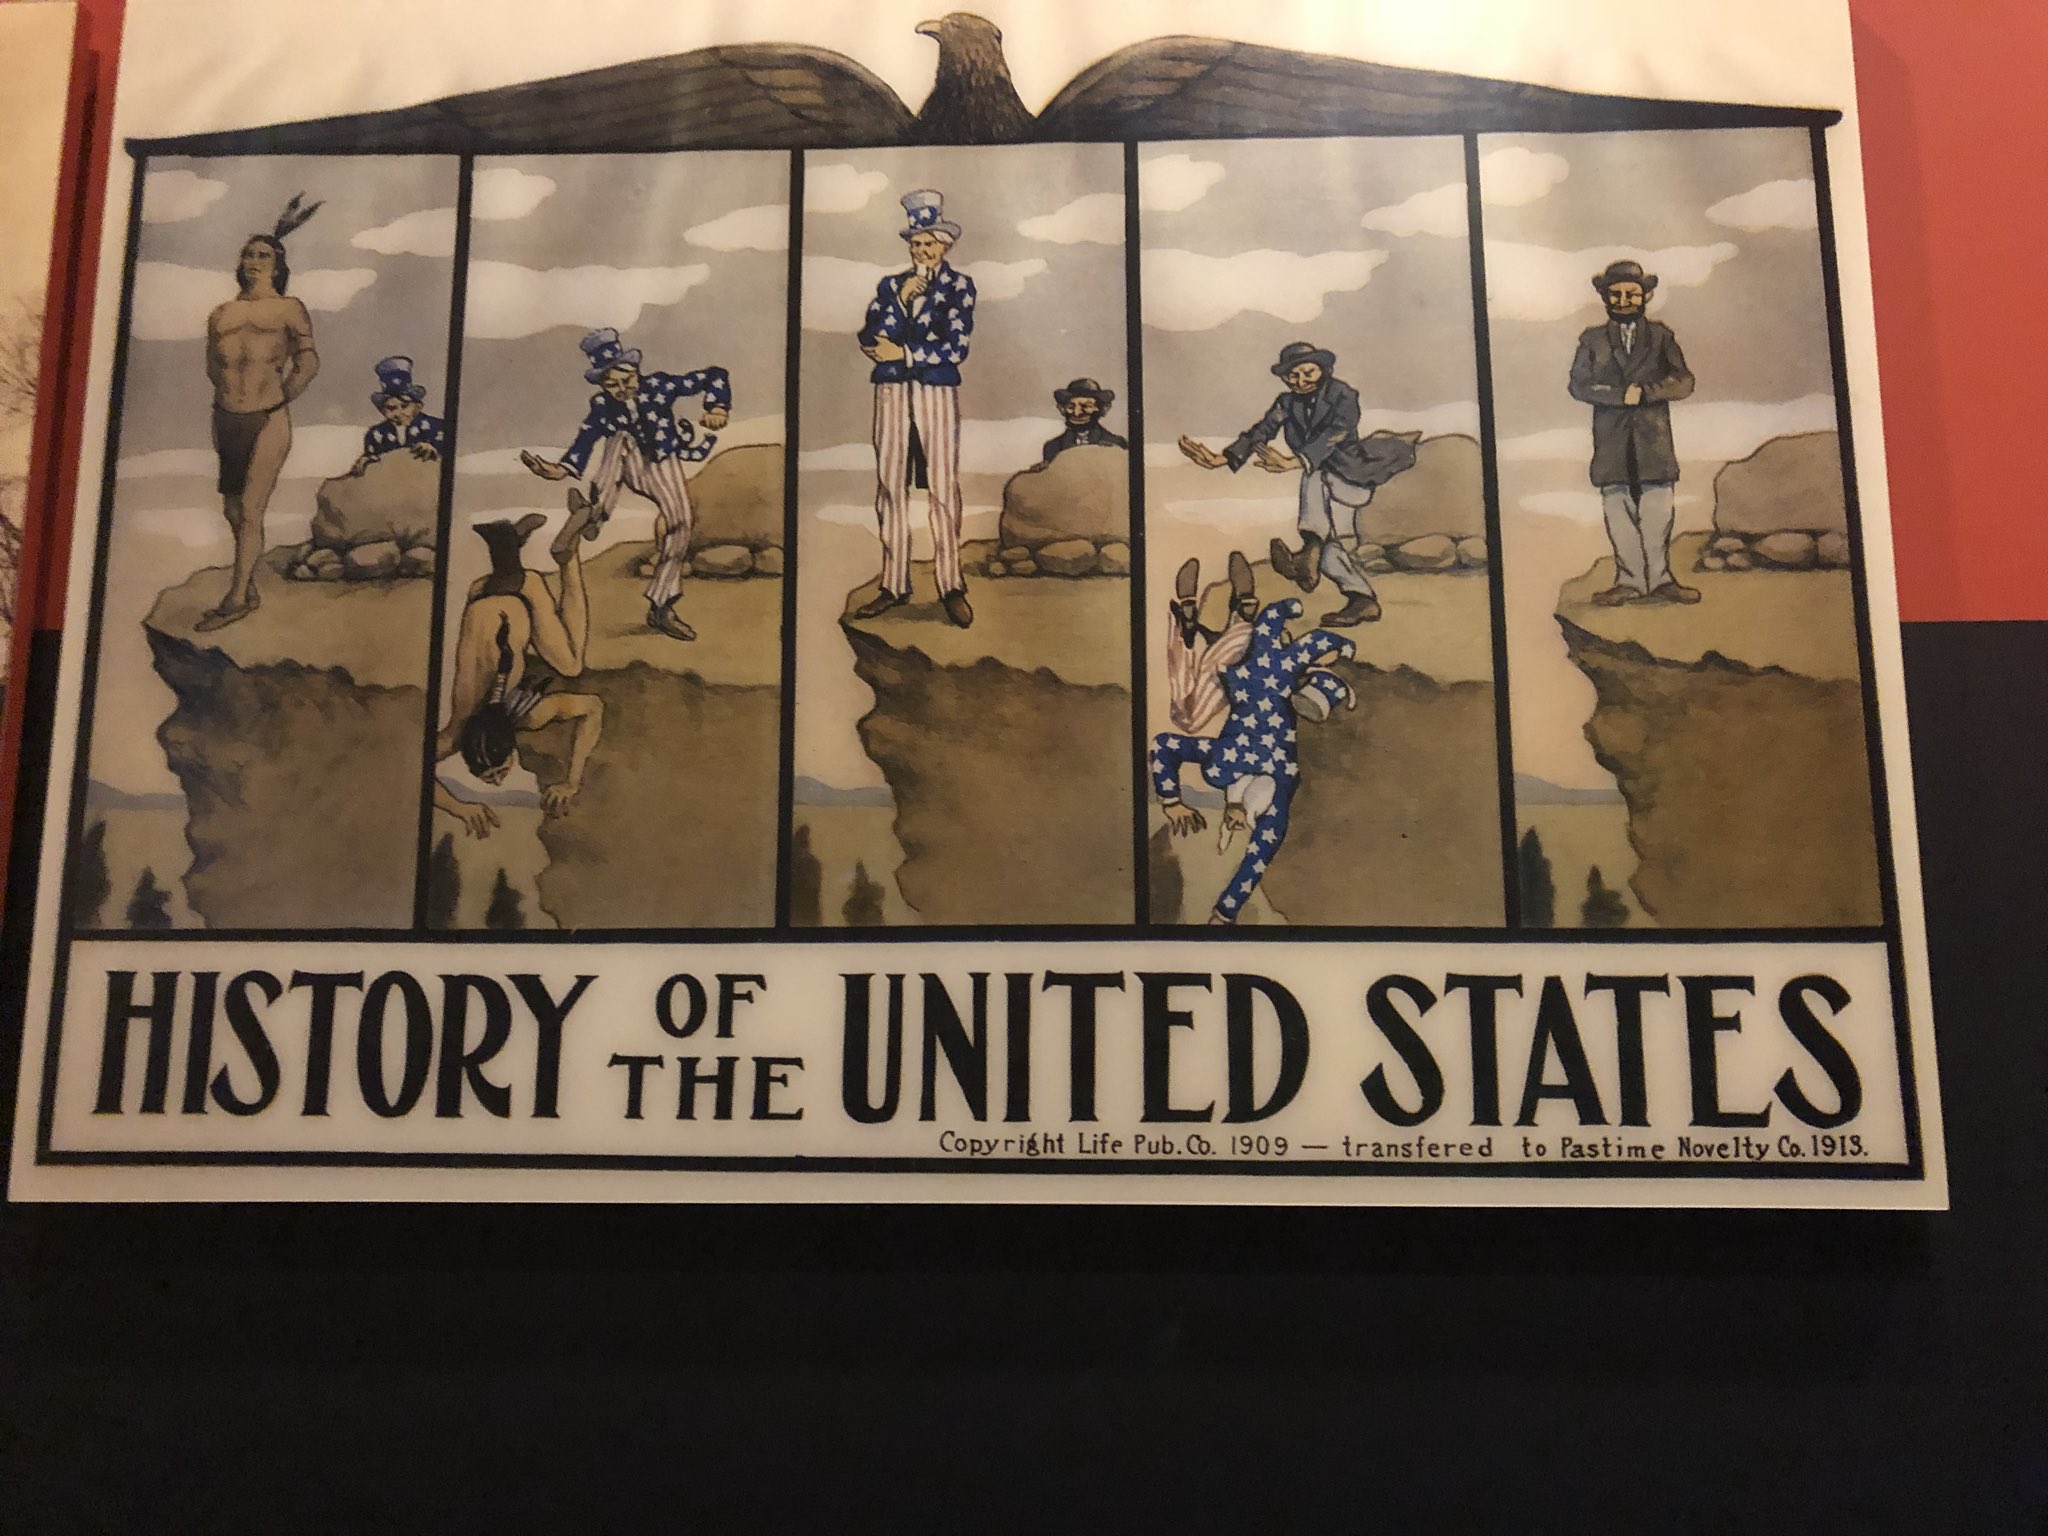 HISTORY OF THE UNITED STATES
Copyright Life Pub. Co. 1909 — transfered to Pastime Novelty Co. 1913.